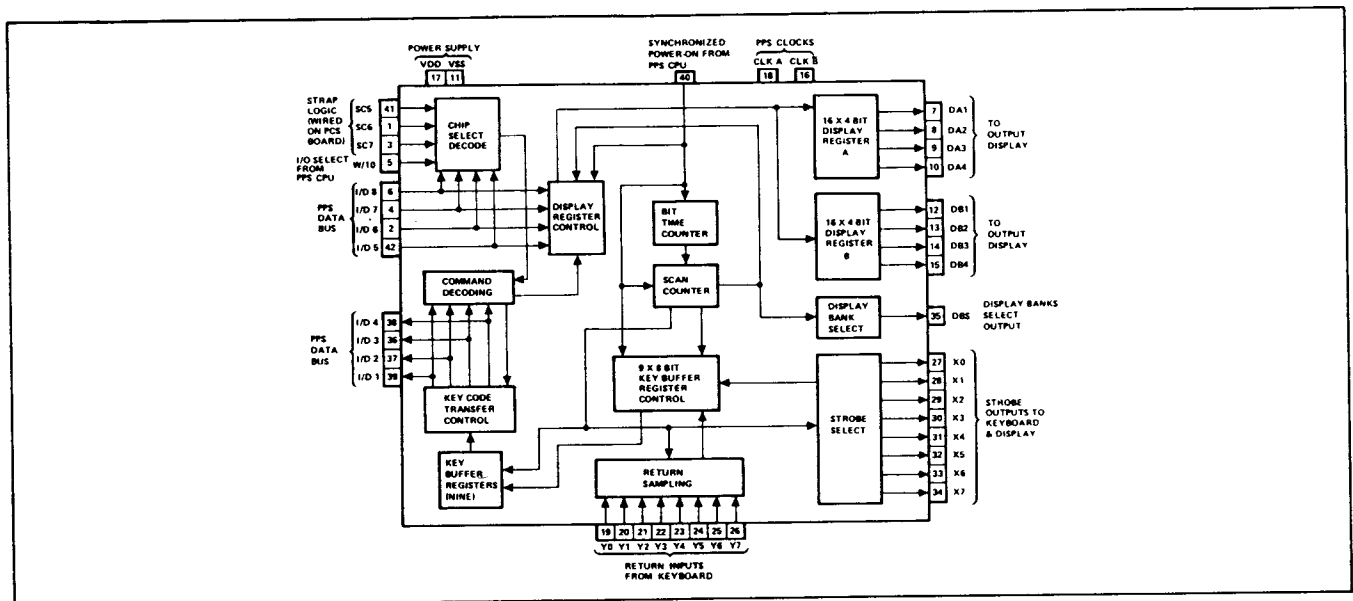 POWER SUPPLY
VDD VSS
17 11
SYNCHRONIZED
POWER-ON FROM
PPS CPU
40
PPS CLOCKS
CLK A CLK B
18 16
STRAP
LOGIC
(WIRED
ON PCS
BOARD)
SC5 41
SC6 1
SC7 3
I/O SELECT
FROM
PPS CPU
W/10 5
CHIP
SELECT
DECODE
PPS
DATA
BUS
I/D 8 6
I/D 7 4
I/D 6 2
I/D 5 42
DISPLAY
REGISTER
CONTROL
BIT
TIME
COUNTER
SCAN
COUNTER
16 X 4 BIT
DISPLAY
REGISTER
A
7 DA1
8 DA2
9 DA3
10 DA4
TO
OUTPUT
DISPLAY
16 X 4 BIT
DISPLAY
REGISTER
B
12 DB1
13 DB2
14 DB3
15 DB4
TO
OUTPUT
DISPLAY
COMMAND
DECODING
DISPLAY
BANK
SELECT
35 DBS
DISPLAY BANKS
SELECT
OUTPUT
PPS
DATA
BUS
I/D 4 38
I/D 3 36
I/D 2 37
I/D 1 39
KEY CODE
TRANSFER
CONTROL
9 X 8 BIT
KEY BUFFER
REGISTER
CONTROL
STROBE
SELECT
27 X0
28 X1
29 X2
30 X3
31 X4
32 X5
33 X6
34 X7
STROBE
OUTPUTS TO
KEYBOARD
& DISPLAY
KEY
BUFFER
REGISTERS
(NINE)
RETURN
SAMPLING
19 20 21 22 23 24 25 26
Y0 Y1 Y2 Y3 Y4 Y5 Y6 Y7
RETURN INPUTS
FROM KEYBOARD